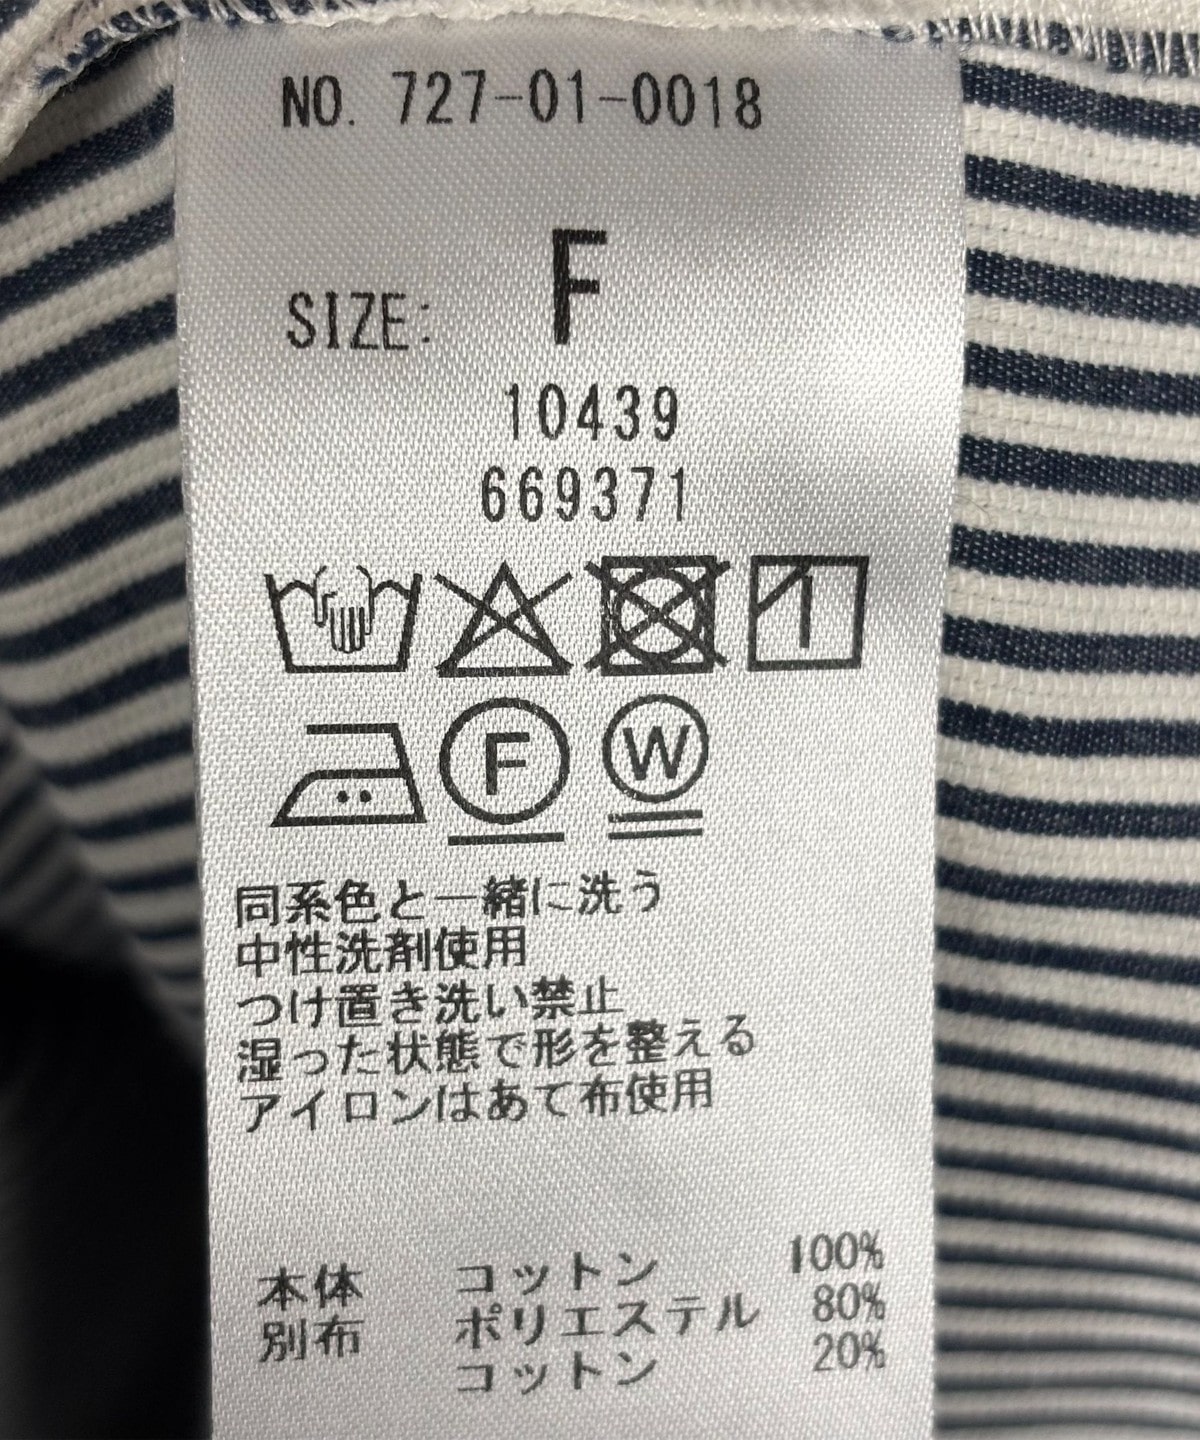 NO. 727-01-0018
SIZE: F
10439
669371
F W
同系色と一緒に洗う
中性洗剤使用
つけ置き洗い禁止
湿った状態で形を整える
アイロンはあて布使用
本体 コットン 100%
別布 ポリエステル 80%
コットン 20%